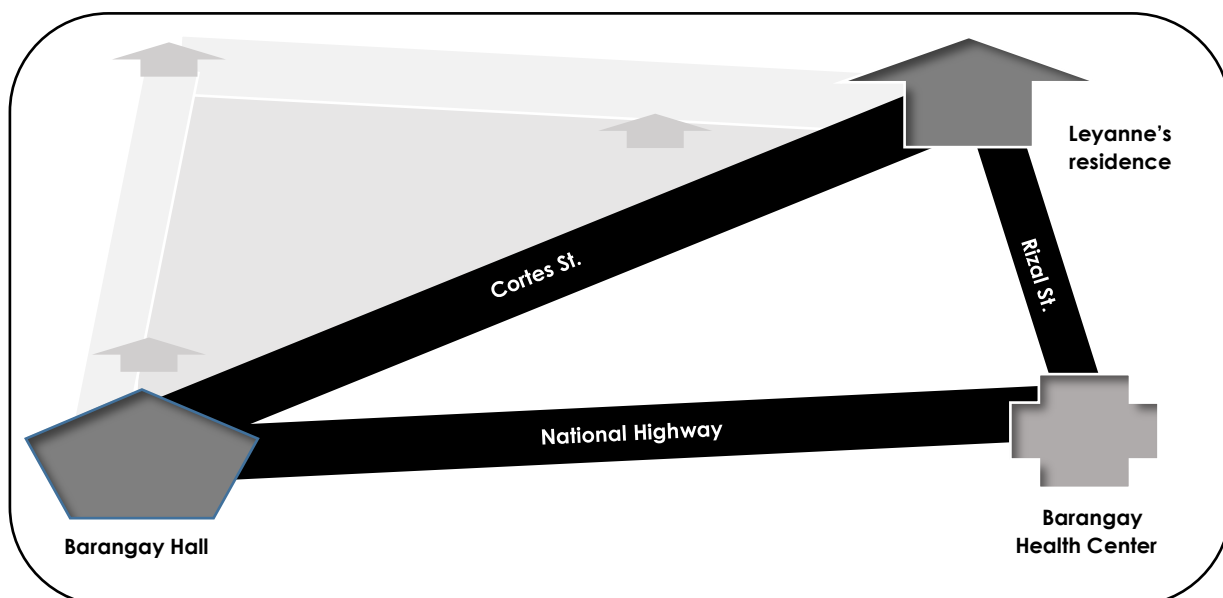 Leyanne’s
residence
Cortes St.
Rizal St.
National Highway
Barangay Hall
Barangay
Health Center